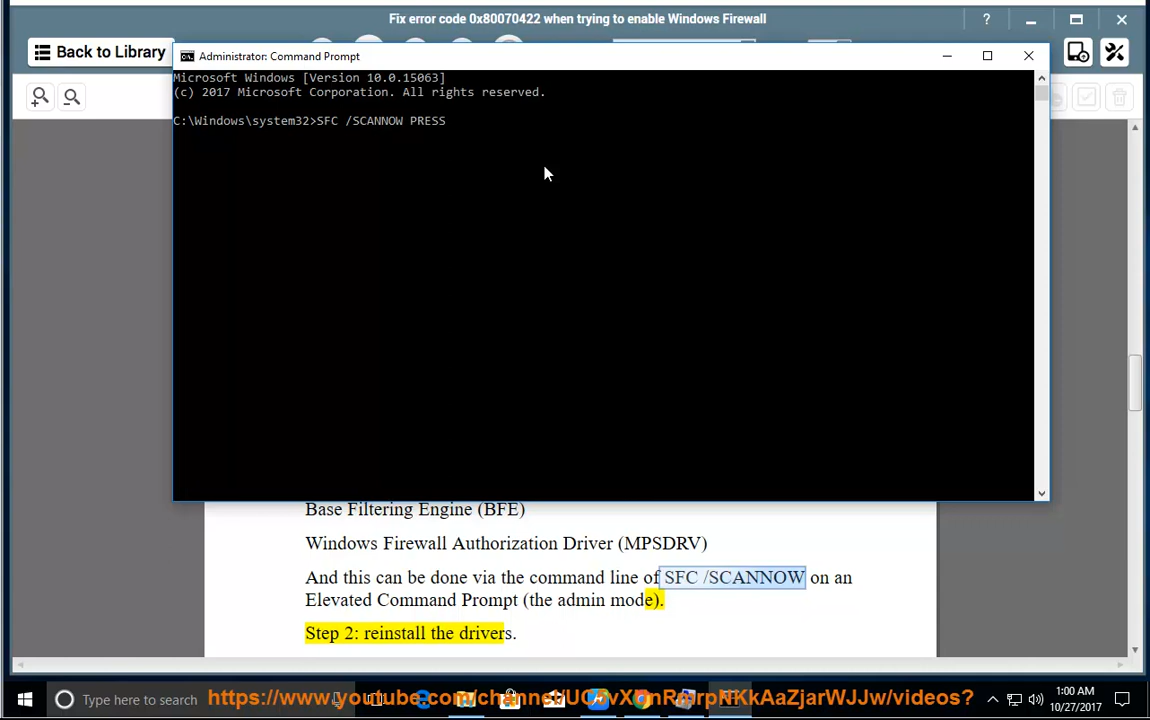 Fix error code 0x80070422 when trying to enable Windows Firewall
?
Back to Library
Administrator: Command Prompt
Microsoft Windows [Version 10.0.15063]
(c) 2017 Microsoft Corporation. All rights reserved.
C:\Windows\system32>SFC /SCANNOW PRESS
Base Filtering Engine (BFE)
Windows Firewall Authorization Driver (MPSDRV)
And this can be done via the command line of SFC /SCANNOW on an
Elevated Command Prompt (the admin mode).
Step 2: reinstall the drivers.
Type here to search
1:00 AM
10/27/2017